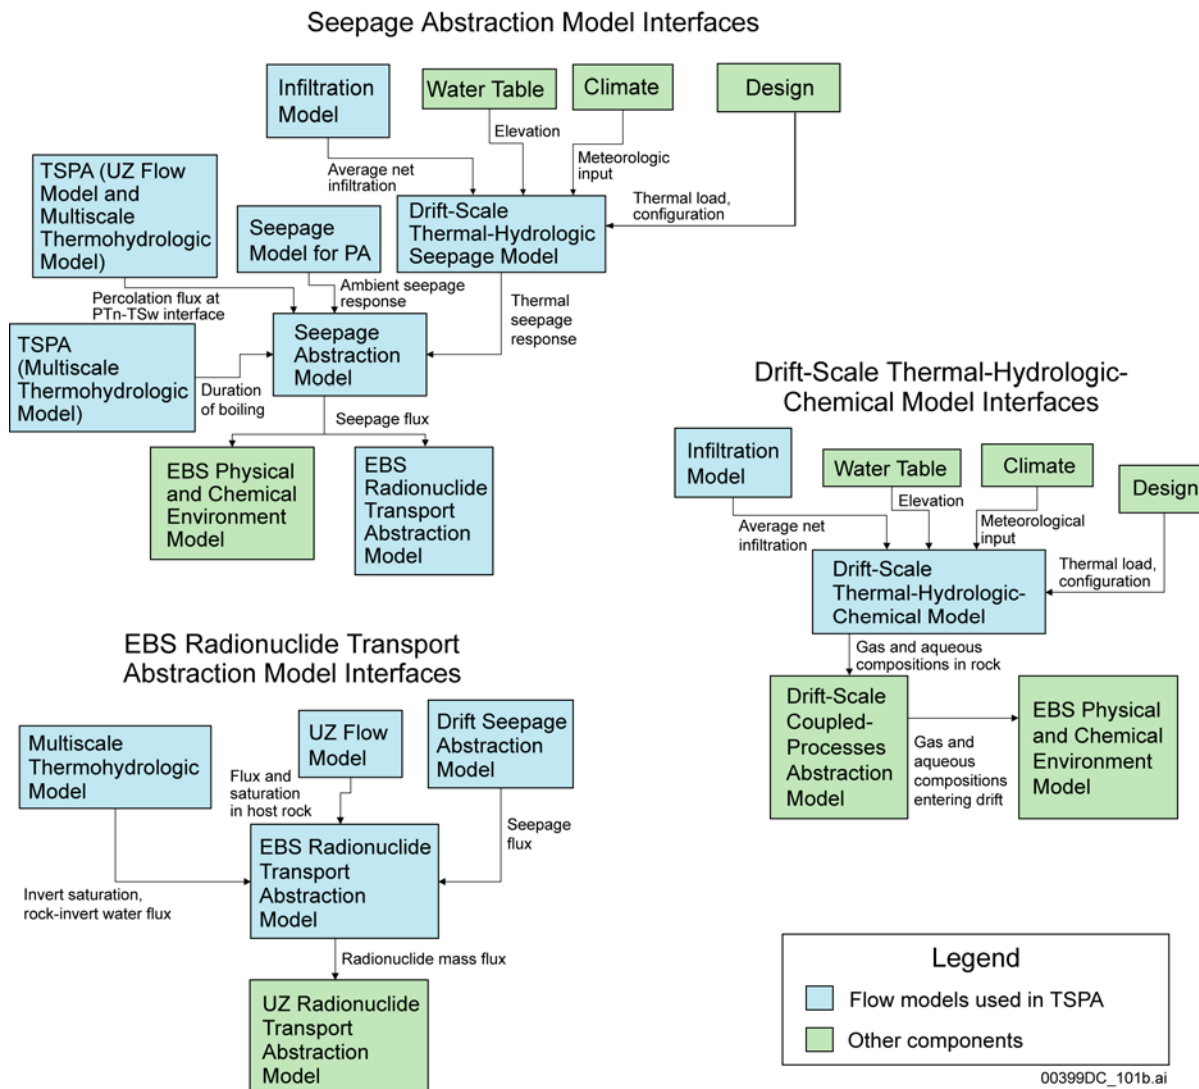 Seepage Abstraction Model Interfaces
Infiltration
Model
Water Table
Climate
Design
Elevation
Meteorologic
input
Average net
infiltration
Thermal load,
configuration
TSPA (UZ Flow
Model and
Multiscale
Thermohydrologic
Model)
Seepage
Model for PA
Drift-Scale
Thermal-Hydrologic
Seepage Model
Percolation flux at
PTn-TSw interface
Ambient seepage
response
Thermal
seepage
response
TSPA
(Multiscale
Thermohydrologic
Model)
Duration
of boiling
Seepage
Abstraction
Model
Seepage flux
EBS Physical
and Chemical
Environment
Model
EBS
Radionuclide
Transport
Abstraction
Model
Drift-Scale Thermal-Hydrologic-
Chemical Model Interfaces
Infiltration
Model
Water Table
Climate
Design
Elevation
Average net
infiltration
Meteorological
input
Thermal load,
configuration
Drift-Scale
Thermal-Hydrologic-
Chemical Model
Gas and aqueous
compositions in rock
Drift-Scale
Coupled-
Processes
Abstraction
Model
Gas and
aqueous
compositions
entering drift
EBS Physical
and Chemical
Environment
Model
EBS Radionuclide Transport
Abstraction Model Interfaces
Multiscale
Thermohydrologic
Model
UZ Flow
Model
Drift Seepage
Abstraction
Model
Flux and
saturation
in host rock
Seepage
flux
Invert saturation,
rock-invert water flux
EBS Radionuclide
Transport
Abstraction
Model
Radionuclide mass flux
UZ Radionuclide
Transport
Abstraction
Model
Legend
Flow models used in TSPA
Other components
00399DC_101b.ai